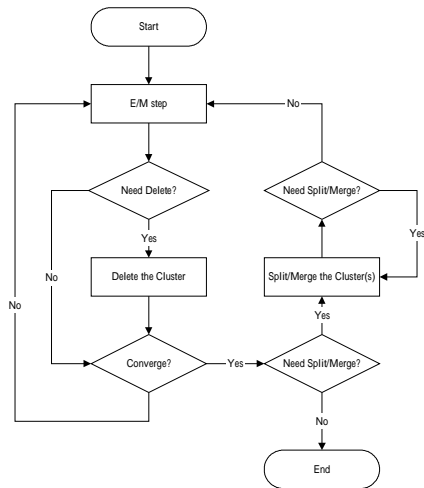 Start
E/M step
No
Need Delete?
Need Split/Merge?
Yes
Yes
No
Delete the Cluster
Split/Merge the Cluster(s)
No
Yes
Converge?
Yes
Need Split/Merge?
No
End